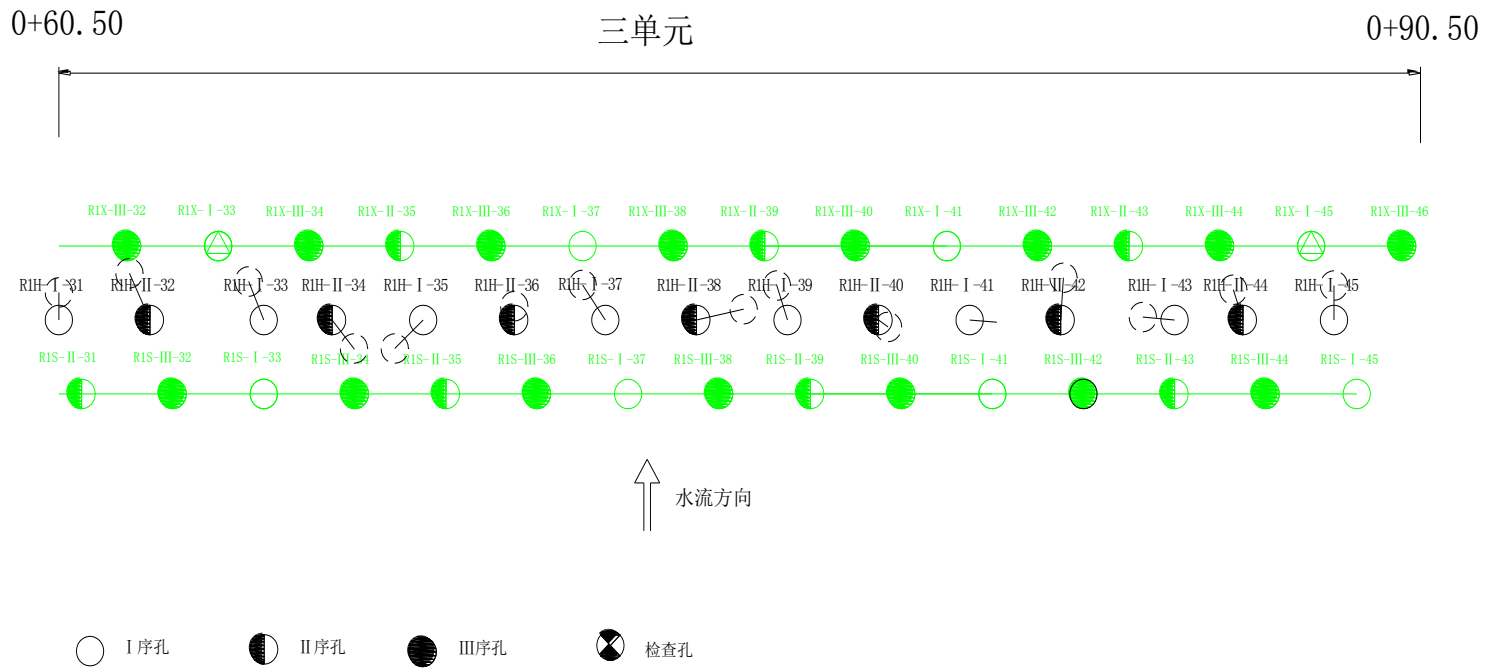 0+60.50 三单元 0+90.50
R1X-III-32 R1X-Ⅰ-33 R1X-III-34 R1X-Ⅱ-35 R1X-III-36 R1X-Ⅰ-37 R1X-III-38 R1X-Ⅱ-39 R1X-III-40 R1X-Ⅰ-41 R1X-III-42 R1X-Ⅱ-43 R1X-III-44 R1X-Ⅰ-45 R1X-III-46
R1H-Ⅰ-31 R1H-Ⅱ-32 R1H-Ⅰ-33 R1H-Ⅱ-34 R1H-Ⅰ-35 R1H-Ⅱ-36 R1H-Ⅰ-37 R1H-Ⅱ-38 R1H-Ⅰ-39 R1H-Ⅱ-40 R1H-Ⅰ-41 R1H-Ⅱ-42 R1H-Ⅰ-43 R1H-Ⅱ-44 R1H-Ⅰ-45
R1S-Ⅱ-31 R1S-III-32 R1S-Ⅰ-33 R1S-III-34 R1S-Ⅱ-35 R1S-III-36 R1S-Ⅰ-37 R1S-III-38 R1S-Ⅱ-39 R1S-III-40 R1S-Ⅰ-41 R1S-III-42 R1S-Ⅱ-43 R1S-III-44 R1S-Ⅰ-45
水流方向
Ⅰ序孔 Ⅱ序孔 III序孔 检查孔